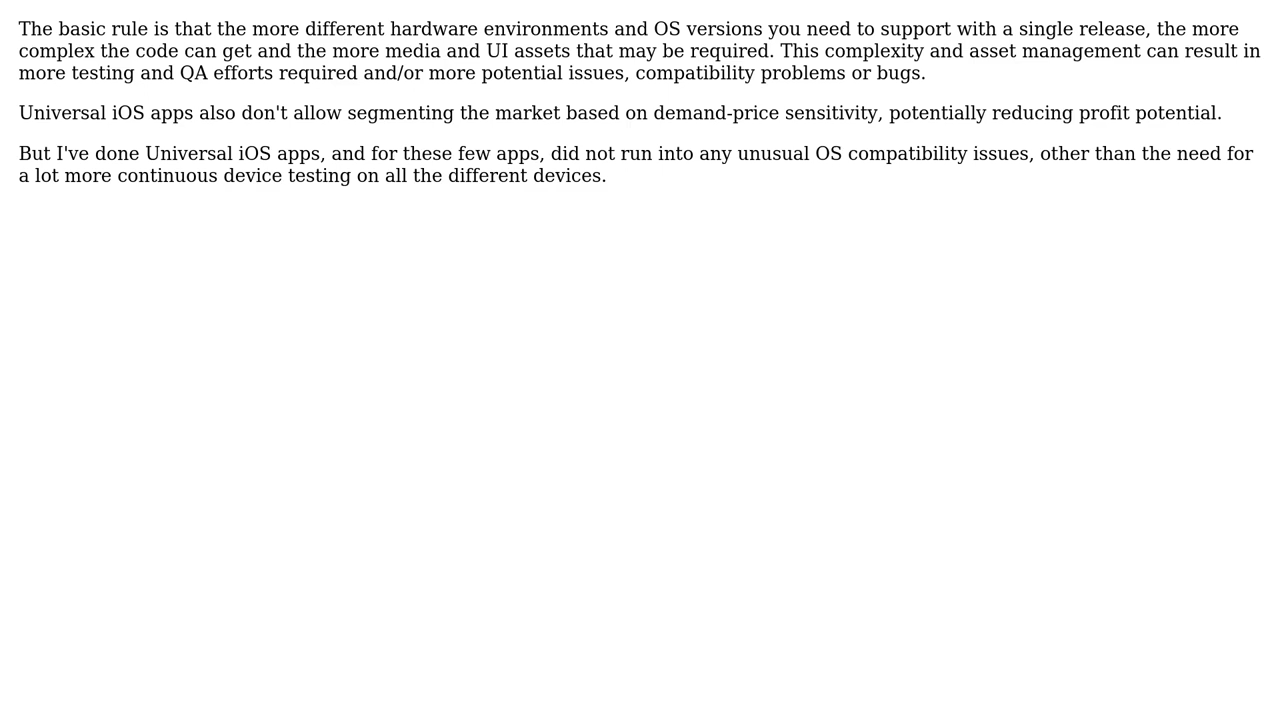 The basic rule is that the more different hardware environments and OS versions you need to support with a single release, the more
complex the code can get and the more media and UI assets that may be required. This complexity and asset management can result in
more testing and QA efforts required and/or more potential issues, compatibility problems or bugs.
Universal iOS apps also don't allow segmenting the market based on demand-price sensitivity, potentially reducing profit potential.
But I've done Universal iOS apps, and for these few apps, did not run into any unusual OS compatibility issues, other than the need for
a lot more continuous device testing on all the different devices.